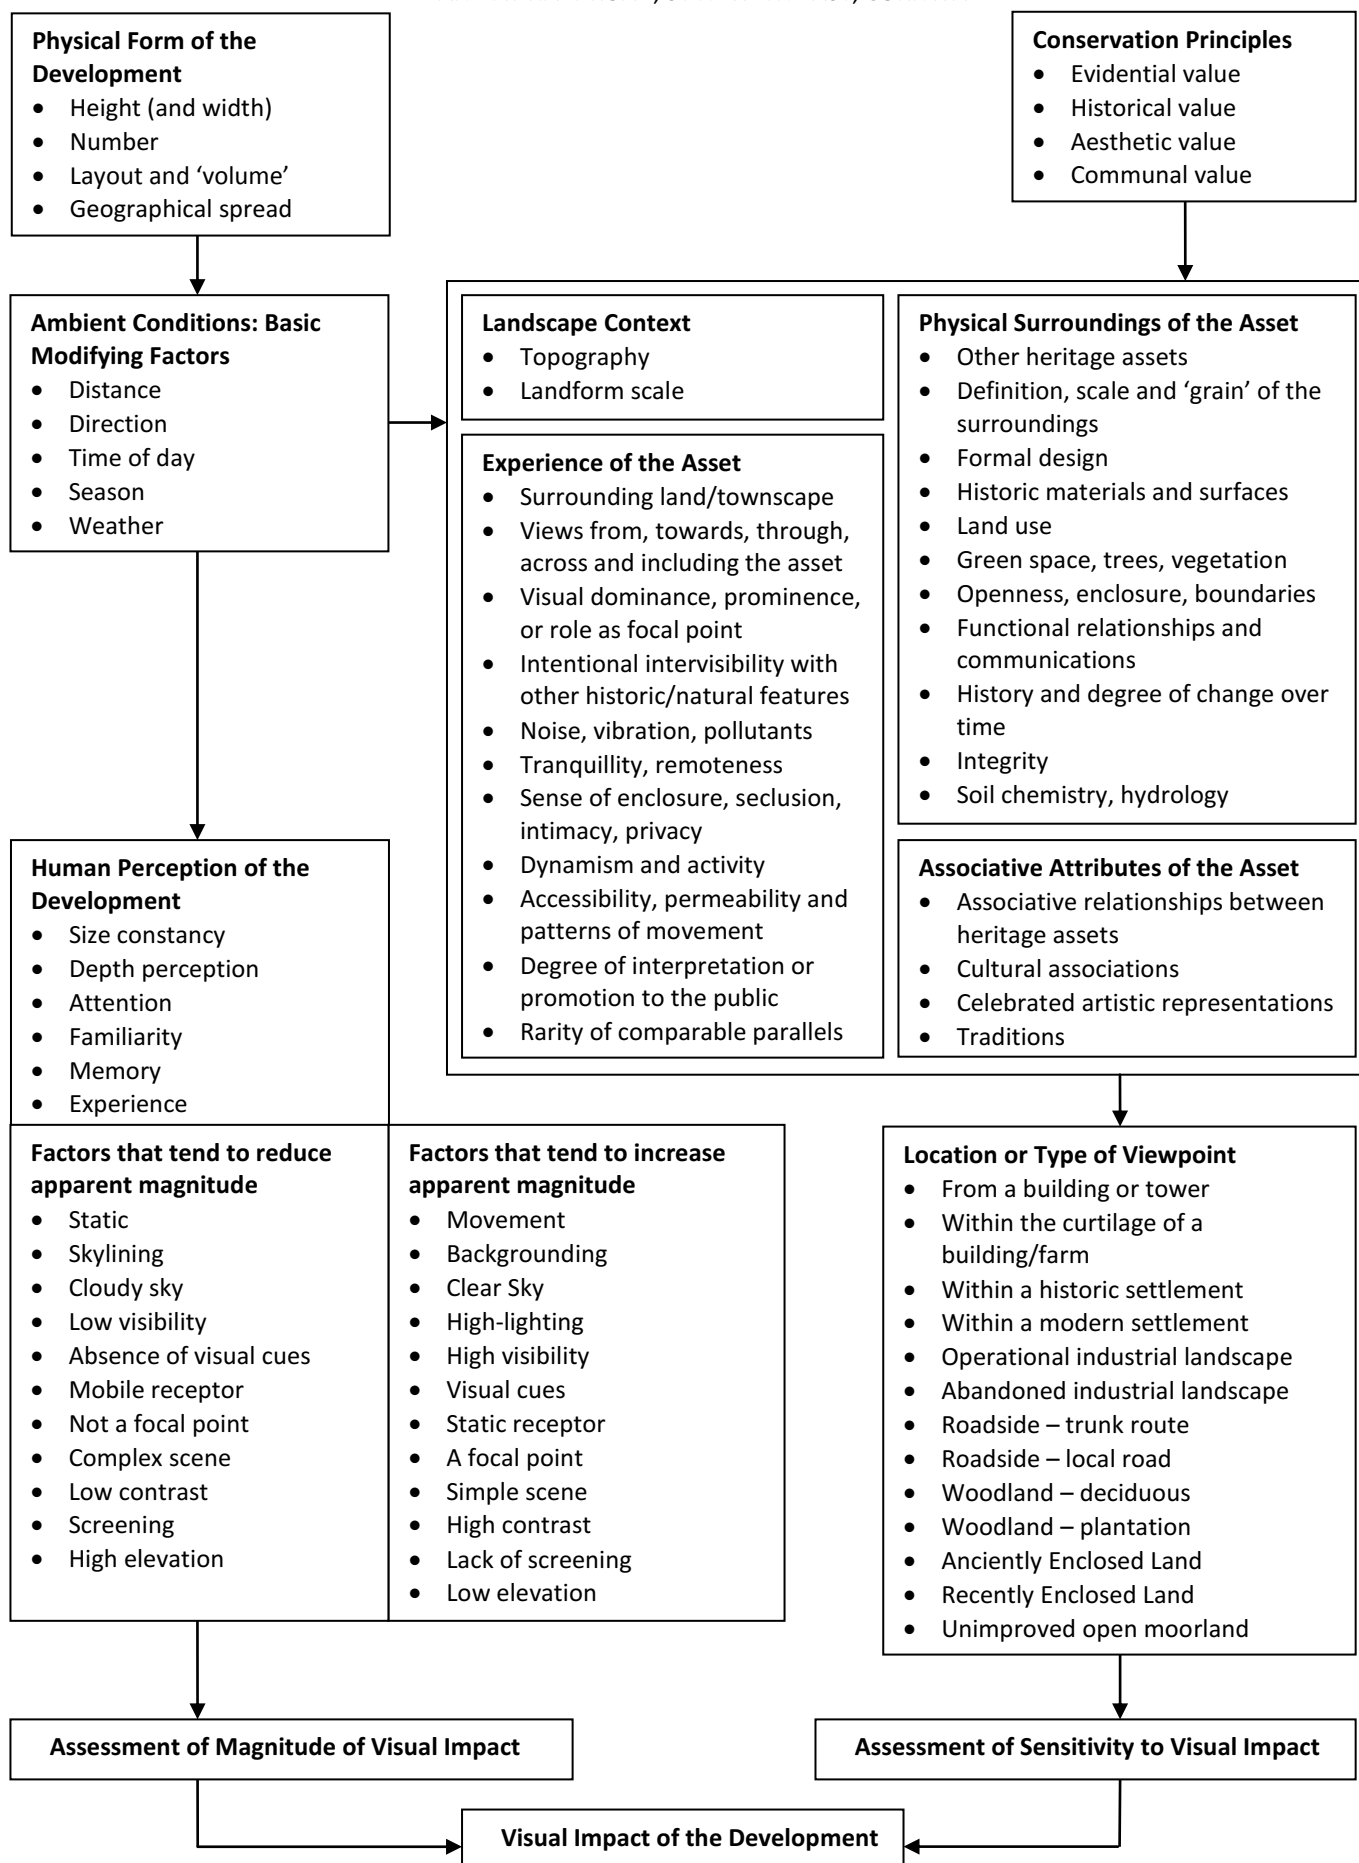 Physical Form of the
Development
• Height (and width)
• Number
• Layout and ‘volume’
• Geographical spread
Conservation Principles
• Evidential value
• Historical value
• Aesthetic value
• Communal value
Ambient Conditions: Basic
Modifying Factors
• Distance
• Direction
• Time of day
• Season
• Weather
Landscape Context
• Topography
• Landform scale
Experience of the Asset
• Surrounding land/townscape
• Views from, towards, through,
across and including the asset
• Visual dominance, prominence,
or role as focal point
• Intentional intervisibility with
other historic/natural features
• Noise, vibration, pollutants
• Tranquillity, remoteness
• Sense of enclosure, seclusion,
intimacy, privacy
• Dynamism and activity
• Accessibility, permeability and
patterns of movement
• Degree of interpretation or
promotion to the public
• Rarity of comparable parallels
Physical Surroundings of the Asset
• Other heritage assets
• Definition, scale and ‘grain’ of the
surroundings
• Formal design
• Historic materials and surfaces
• Land use
• Green space, trees, vegetation
• Openness, enclosure, boundaries
• Functional relationships and
communications
• History and degree of change over
time
• Integrity
• Soil chemistry, hydrology
Associative Attributes of the Asset
• Associative relationships between
heritage assets
• Cultural associations
• Celebrated artistic representations
• Traditions
Human Perception of the
Development
• Size constancy
• Depth perception
• Attention
• Familiarity
• Memory
• Experience
Factors that tend to reduce
apparent magnitude
• Static
• Skylining
• Cloudy sky
• Low visibility
• Absence of visual cues
• Mobile receptor
• Not a focal point
• Complex scene
• Low contrast
• Screening
• High elevation
Factors that tend to increase
apparent magnitude
• Movement
• Backgrounding
• Clear Sky
• High-lighting
• High visibility
• Visual cues
• Static receptor
• A focal point
• Simple scene
• High contrast
• Lack of screening
• Low elevation
Location or Type of Viewpoint
• From a building or tower
• Within the curtilage of a
building/farm
• Within a historic settlement
• Within a modern settlement
• Operational industrial landscape
• Abandoned industrial landscape
• Roadside – trunk route
• Roadside – local road
• Woodland – deciduous
• Woodland – plantation
• Anciently Enclosed Land
• Recently Enclosed Land
• Unimproved open moorland
Assessment of Magnitude of Visual Impact
Assessment of Sensitivity to Visual Impact
Visual Impact of the Development